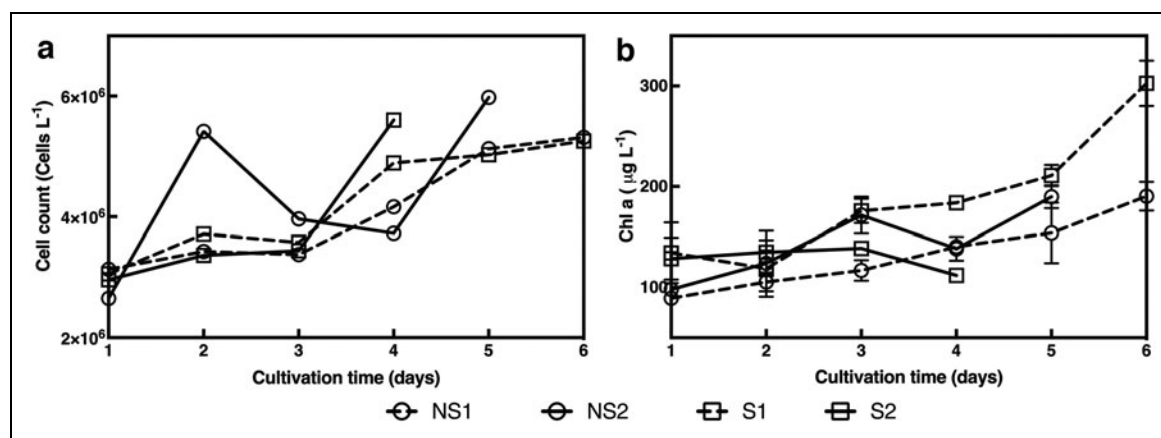 a
Cell count (Cells L⁻¹)
6×10⁶
4×10⁶
2×10⁶
1 2 3 4 5 6
Cultivation time (days)
b
Chl a ( µg L⁻¹)
300
200
100
1 2 3 4 5 6
Cultivation time (days)
NS1 NS2 S1 S2